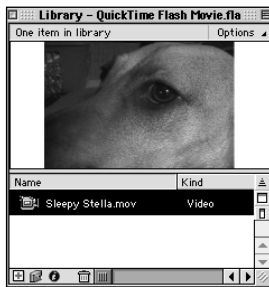 Library – QuickTime Flash Movie.fla
One item in library Options
Name Kind
Sleepy Stella.mov Video